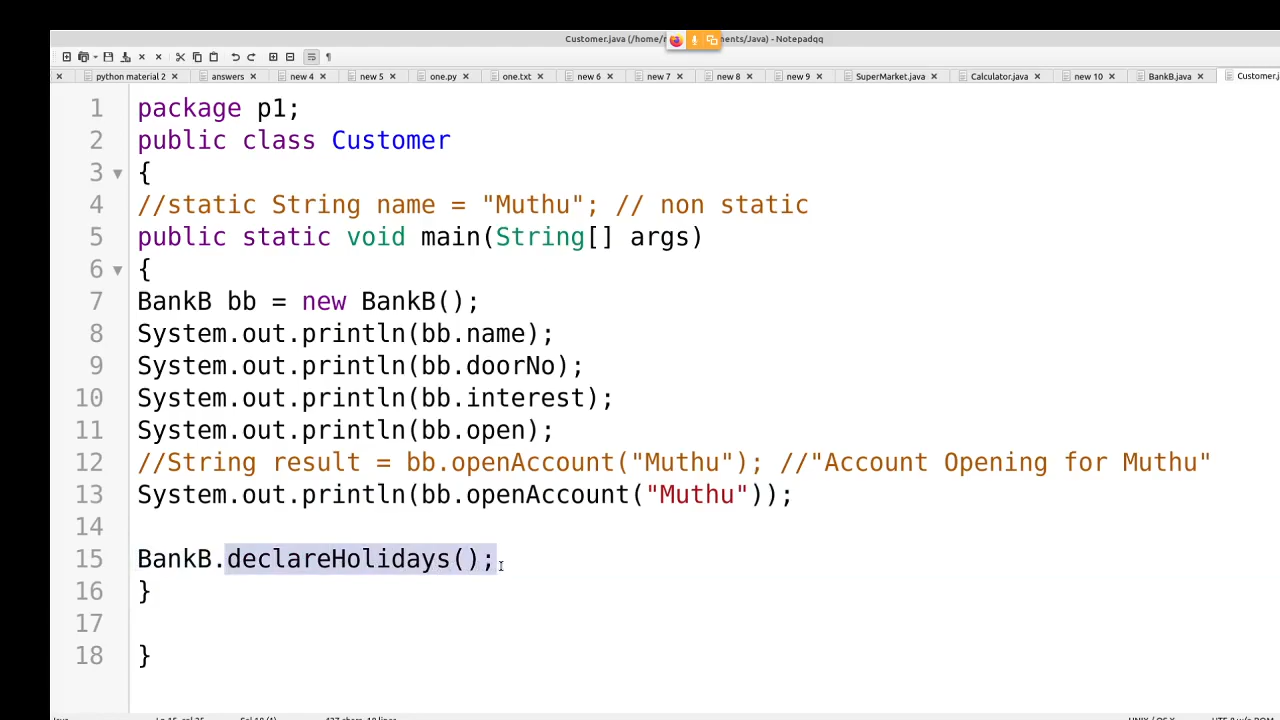 Customer.java (/home/r ments/Java) - Notepadqq
python material 2 answers new 4 new 5 one.py one.txt new 6 new 7 new 8 new 9 SuperMarket.java Calculator.java new 10 BankB.java Customer.j
1 package p1;
2 public class Customer
3 {
4 //static String name = "Muthu"; // non static
5 public static void main(String[] args)
6 {
7 BankB bb = new BankB();
8 System.out.println(bb.name);
9 System.out.println(bb.doorNo);
10 System.out.println(bb.interest);
11 System.out.println(bb.open);
12 //String result = bb.openAccount("Muthu"); //"Account Opening for Muthu"
13 System.out.println(bb.openAccount("Muthu"));
14
15 BankB.declareHolidays();
16 }
17
18 }